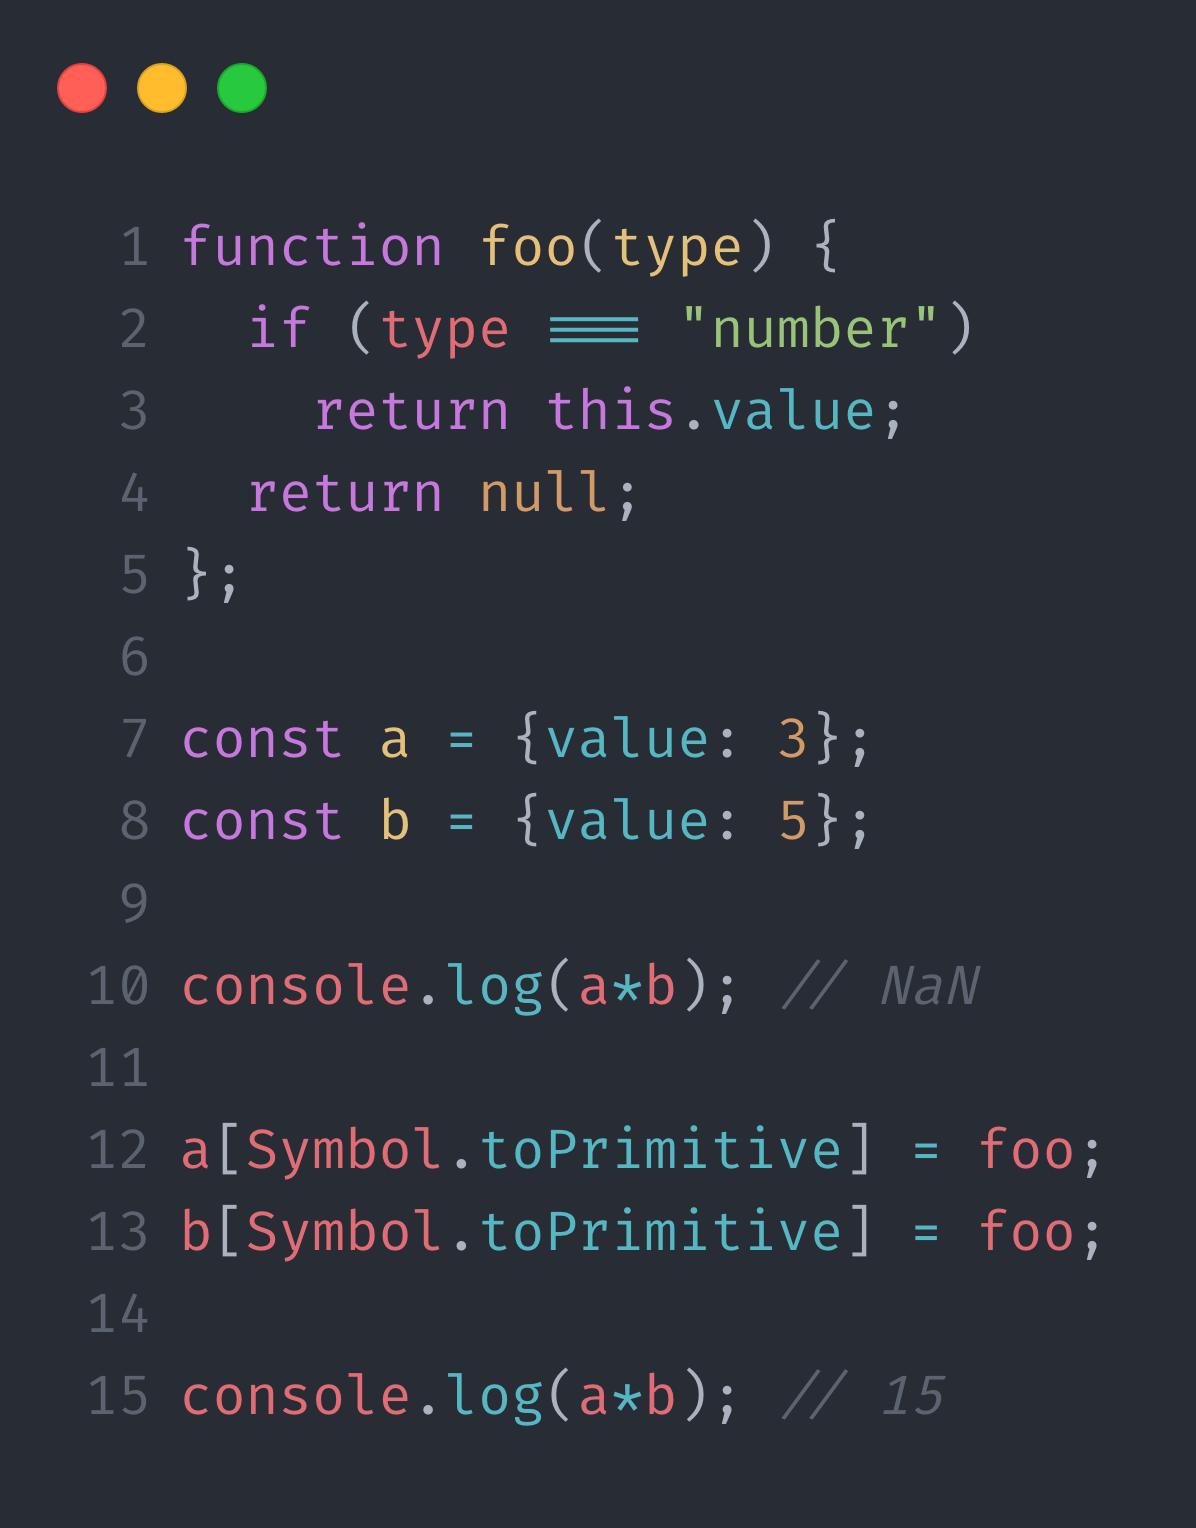 1 function foo(type) {
2   if (type === "number")
3     return this.value;
4   return null;
5 };
6
7 const a = {value: 3};
8 const b = {value: 5};
9
10 console.log(a*b); // NaN
11
12 a[Symbol.toPrimitive] = foo;
13 b[Symbol.toPrimitive] = foo;
14
15 console.log(a*b); // 15